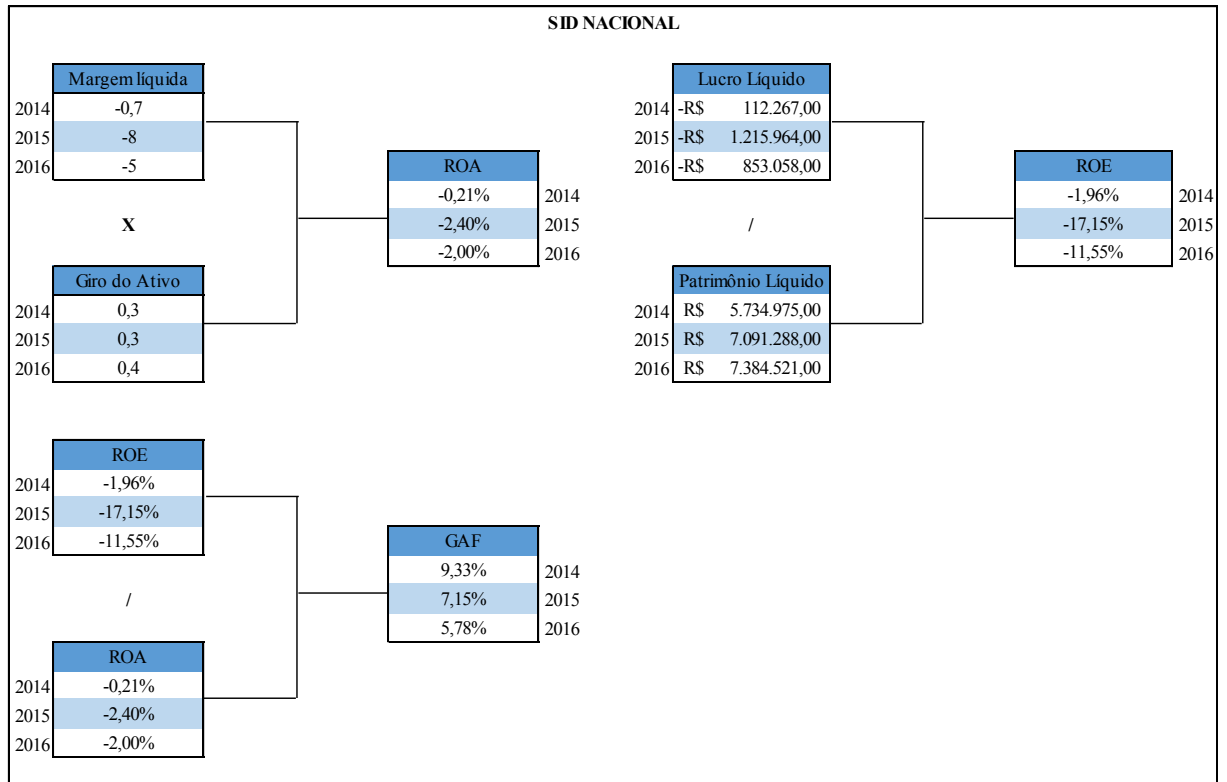 SID NACIONAL
Margem líquida
2014 -0,7
2015 -8
2016 -5
X
Giro do Ativo
2014 0,3
2015 0,3
2016 0,4
ROA
-0,21% 2014
-2,40% 2015
-2,00% 2016
Lucro Líquido
2014 -R$ 112.267,00
2015 -R$ 1.215.964,00
2016 -R$ 853.058,00
/
Patrimônio Líquido
2014 R$ 5.734.975,00
2015 R$ 7.091.288,00
2016 R$ 7.384.521,00
ROE
-1,96% 2014
-17,15% 2015
-11,55% 2016
ROE
2014 -1,96%
2015 -17,15%
2016 -11,55%
/
ROA
2014 -0,21%
2015 -2,40%
2016 -2,00%
GAF
9,33% 2014
7,15% 2015
5,78% 2016